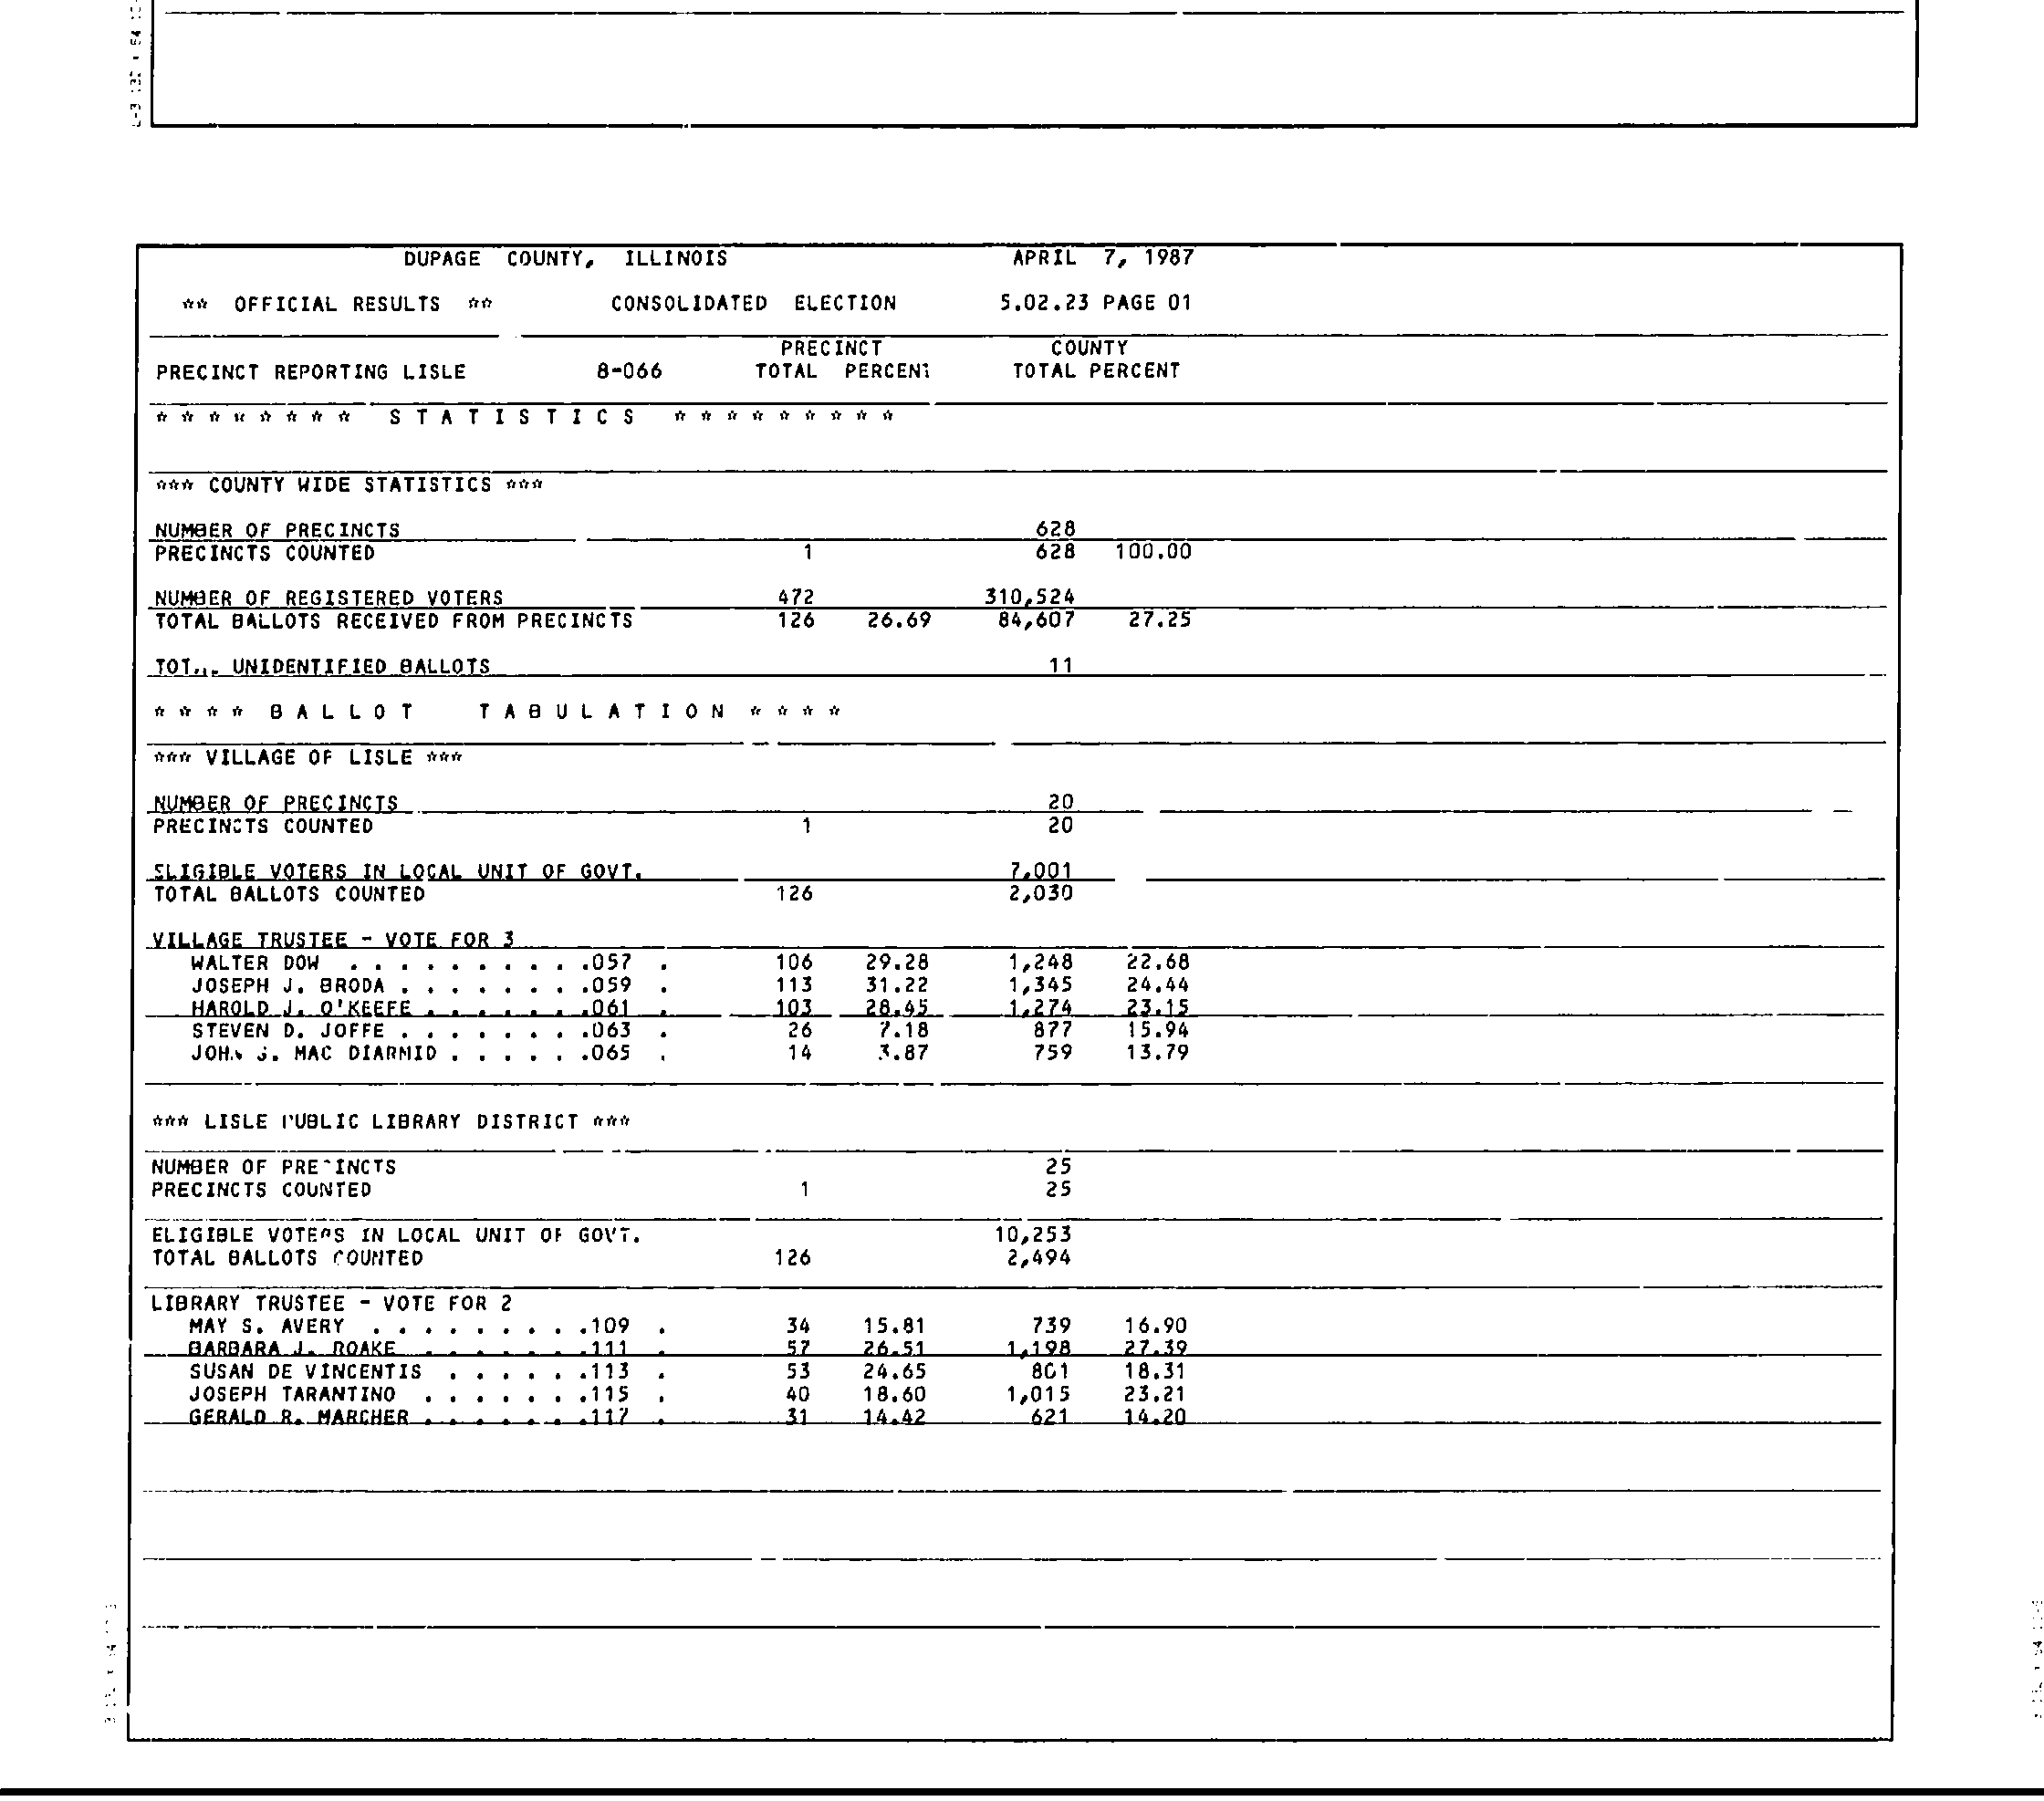 DUPAGE COUNTY, ILLINOIS APRIL 7, 1987
** OFFICIAL RESULTS ** CONSOLIDATED ELECTION 5.02.23 PAGE 01
PRECINCT COUNTY
PRECINCT REPORTING LISLE 8-066 TOTAL PERCENT TOTAL PERCENT
* * * * * * * * S T A T I S T I C S * * * * * * * * *
*** COUNTY WIDE STATISTICS ***
NUMBER OF PRECINCTS 628
PRECINCTS COUNTED 1 628 100.00
NUMBER OF REGISTERED VOTERS 472 310,524
TOTAL BALLOTS RECEIVED FROM PRECINCTS 126 26.69 84,607 27.25
UNIDENTIFIED BALLOTS 11
* * * * B A L L O T T A B U L A T I O N * * * *
*** VILLAGE OF LISLE ***
NUMBER OF PRECINCTS 20
PRECINCTS COUNTED 1 20
ELIGIBLE VOTERS IN LOCAL UNIT OF GOVT. 7,001
TOTAL BALLOTS COUNTED 126 2,030
VILLAGE TRUSTEE - VOTE FOR 3
WALTER DOW . . . . . . . . . .057 . 106 29.28 1,248 22.68
JOSEPH J. BRODA . . . . . . . .059 . 113 31.22 1,345 24.44
HAROLD J. O'KEEFE . . . . . . .061 . 103 28.45 1,274 23.15
STEVEN D. JOFFE . . . . . . . .063 . 26 7.18 877 15.94
JOHN MAC DIARMID . . . . . .065 . 14 3.87 759 13.79
*** LISLE PUBLIC LIBRARY DISTRICT ***
NUMBER OF PRECINCTS 25
PRECINCTS COUNTED 1 25
ELIGIBLE VOTERS IN LOCAL UNIT OF GOVT. 10,253
TOTAL BALLOTS COUNTED 126 2,494
LIBRARY TRUSTEE - VOTE FOR 2
MAY S. AVERY . . . . . . . . .109 . 34 15.81 739 16.90
BARBARA J. ROAKE . . . . . . .111 . 57 26.51 1,198 27.39
SUSAN DE VINCENTIS . . . . . .113 . 53 24.65 801 18.31
JOSEPH TARANTINO . . . . . . .115 . 40 18.60 1,015 23.21
GERALD R. MARCHER . . . . . . .117 . 31 14.42 621 14.20